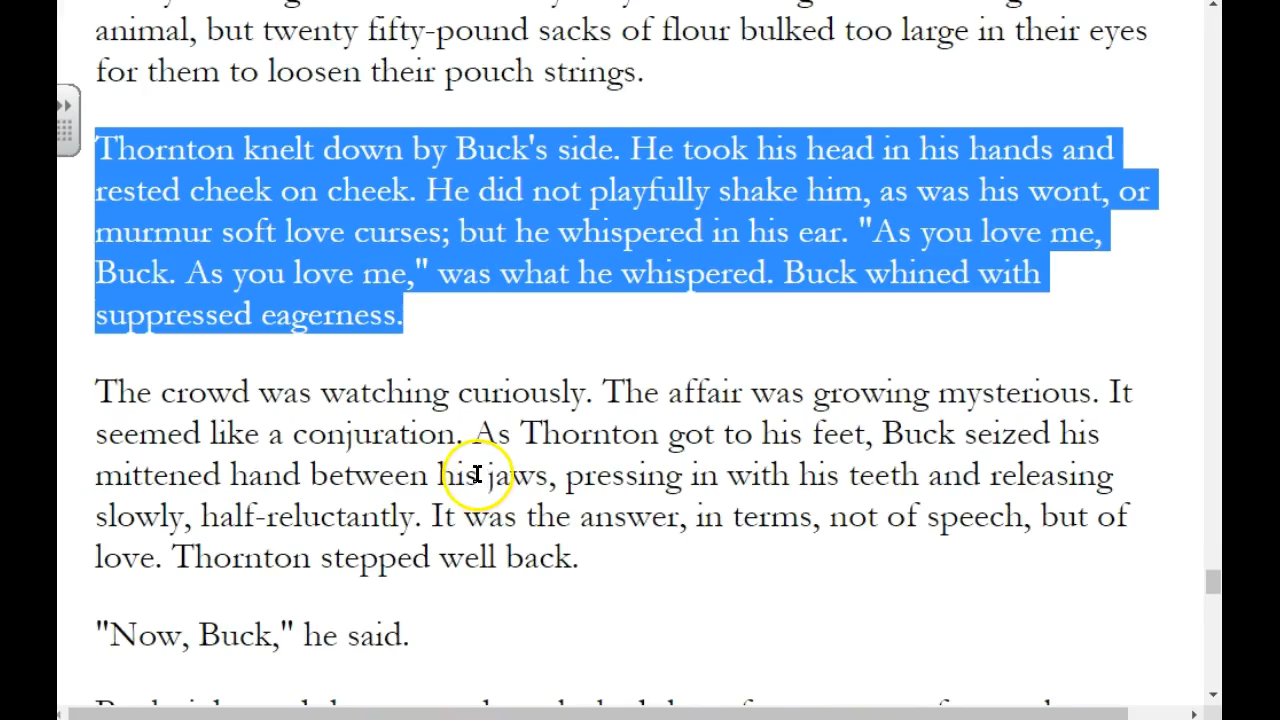 animal, but twenty fifty-pound sacks of flour bulked too large in their eyes
for them to loosen their pouch strings.
Thornton knelt down by Buck's side. He took his head in his hands and
rested cheek on cheek. He did not playfully shake him, as was his wont, or
murmur soft love curses; but he whispered in his ear. "As you love me,
Buck. As you love me," was what he whispered. Buck whined with
suppressed eagerness.
The crowd was watching curiously. The affair was growing mysterious. It
seemed like a conjuration. As Thornton got to his feet, Buck seized his
mittened hand between his jaws, pressing in with his teeth and releasing
slowly, half-reluctantly. It was the answer, in terms, not of speech, but of
love. Thornton stepped well back.
"Now, Buck," he said.